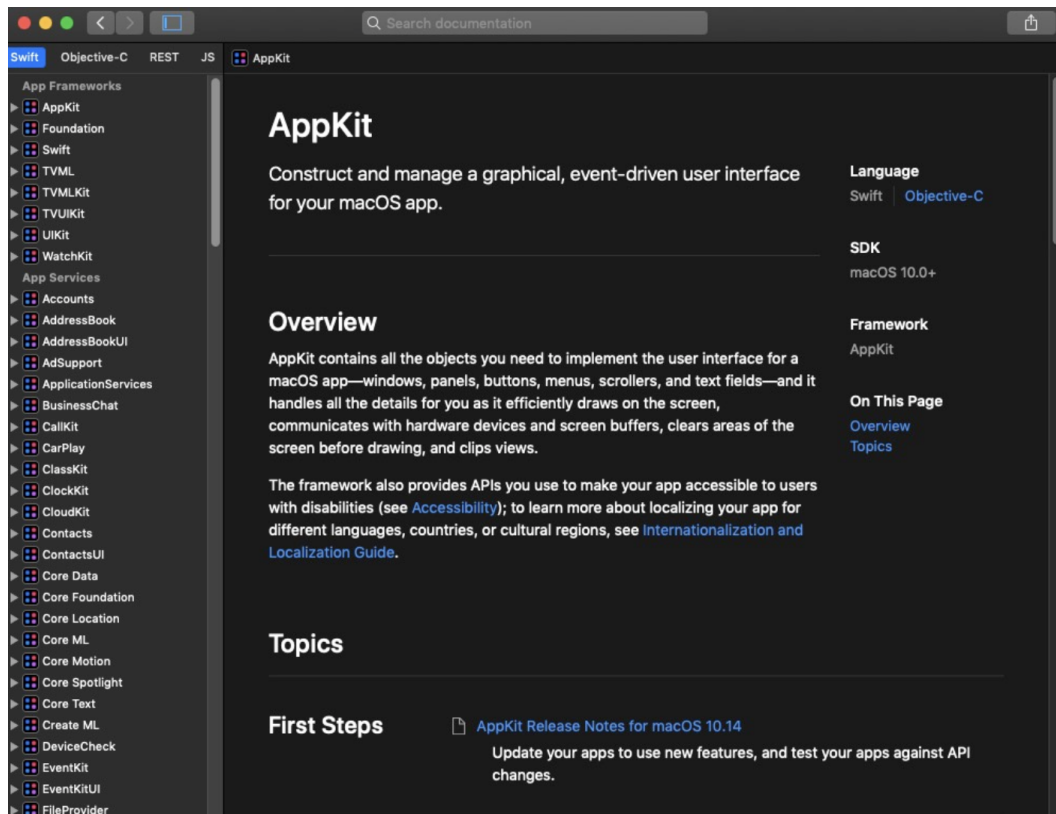 Search documentation
Swift Objective-C REST JS
AppKit
App Frameworks
AppKit
Foundation
Swift
TVML
TVMLKit
TVUIKit
UIKit
WatchKit
App Services
Accounts
AddressBook
AddressBookUI
AdSupport
ApplicationServices
BusinessChat
CallKit
CarPlay
ClassKit
ClockKit
CloudKit
Contacts
ContactsUI
Core Data
Core Foundation
Core Location
Core ML
Core Motion
Core Spotlight
Core Text
Create ML
DeviceCheck
EventKit
EventKitUI
FileProvider
AppKit
Construct and manage a graphical, event-driven user interface
for your macOS app.
Overview
AppKit contains all the objects you need to implement the user interface for a
macOS app—windows, panels, buttons, menus, scrollers, and text fields—and it
handles all the details for you as it efficiently draws on the screen,
communicates with hardware devices and screen buffers, clears areas of the
screen before drawing, and clips views.
The framework also provides APIs you use to make your app accessible to users
with disabilities (see Accessibility); to learn more about localizing your app for
different languages, countries, or cultural regions, see Internationalization and
Localization Guide.
Topics
First Steps
AppKit Release Notes for macOS 10.14
Update your apps to use new features, and test your apps against API
changes.
Language
Swift Objective-C
SDK
macOS 10.0+
Framework
AppKit
On This Page
Overview
Topics